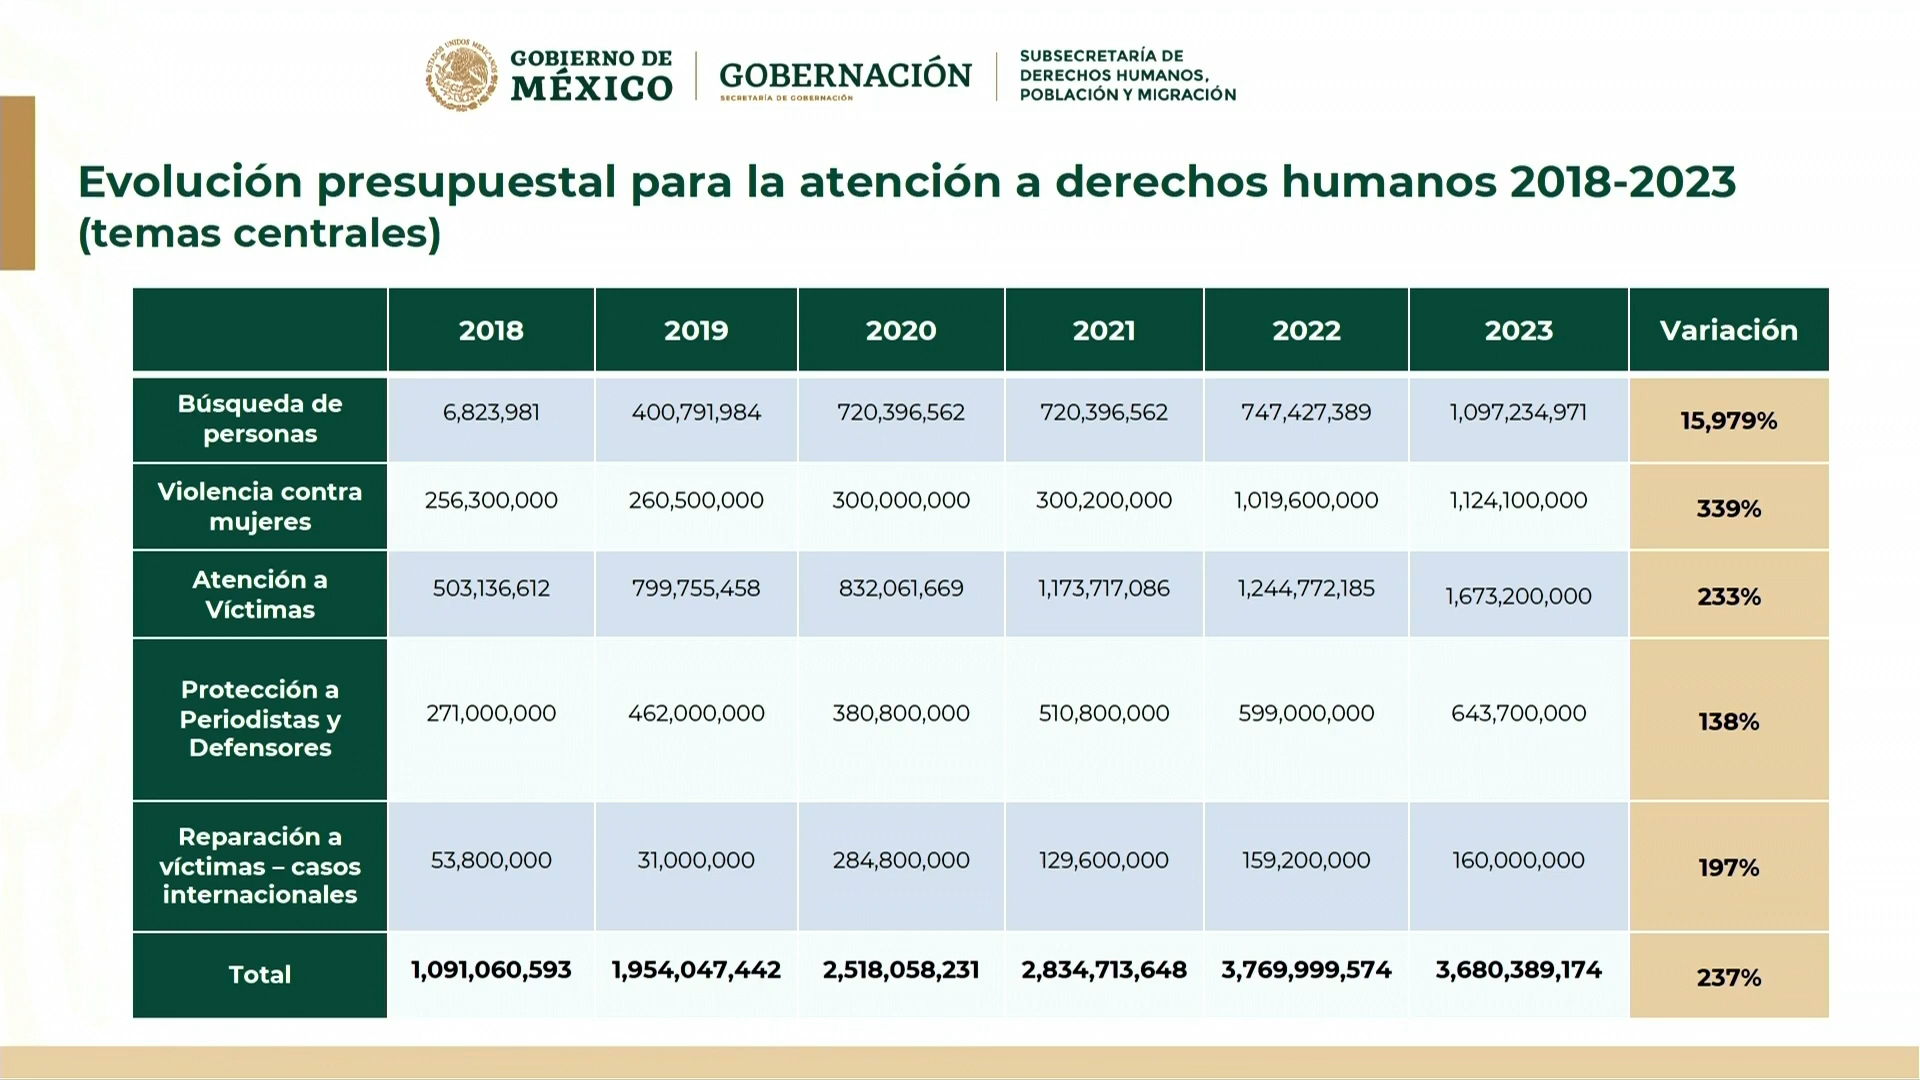 GOBIERNO DE
MÉXICO
GOBERNACIÓN
SECRETARÍA DE GOBERNACIÓN
SUBSECRETARÍA DE
DERECHOS HUMANOS,
POBLACIÓN Y MIGRACIÓN
ESTADOS UNIDOS MEXICANOS
Evolución presupuestal para la atención a derechos humanos 2018-2023
(temas centrales)
2018 2019 2020 2021 2022 2023 Variación
Búsqueda de
personas
6,823,981 400,791,984 720,396,562 720,396,562 747,427,389 1,097,234,971 15,979%
Violencia contra
mujeres
256,300,000 260,500,000 300,000,000 300,200,000 1,019,600,000 1,124,100,000 339%
Atención a
Víctimas
503,136,612 799,755,458 832,061,669 1,173,717,086 1,244,772,185 1,673,200,000 233%
Protección a
Periodistas y
Defensores
271,000,000 462,000,000 380,800,000 510,800,000 599,000,000 643,700,000 138%
Reparación a
víctimas – casos
internacionales
53,800,000 31,000,000 284,800,000 129,600,000 159,200,000 160,000,000 197%
Total 1,091,060,593 1,954,047,442 2,518,058,231 2,834,713,648 3,769,999,574 3,680,389,174 237%